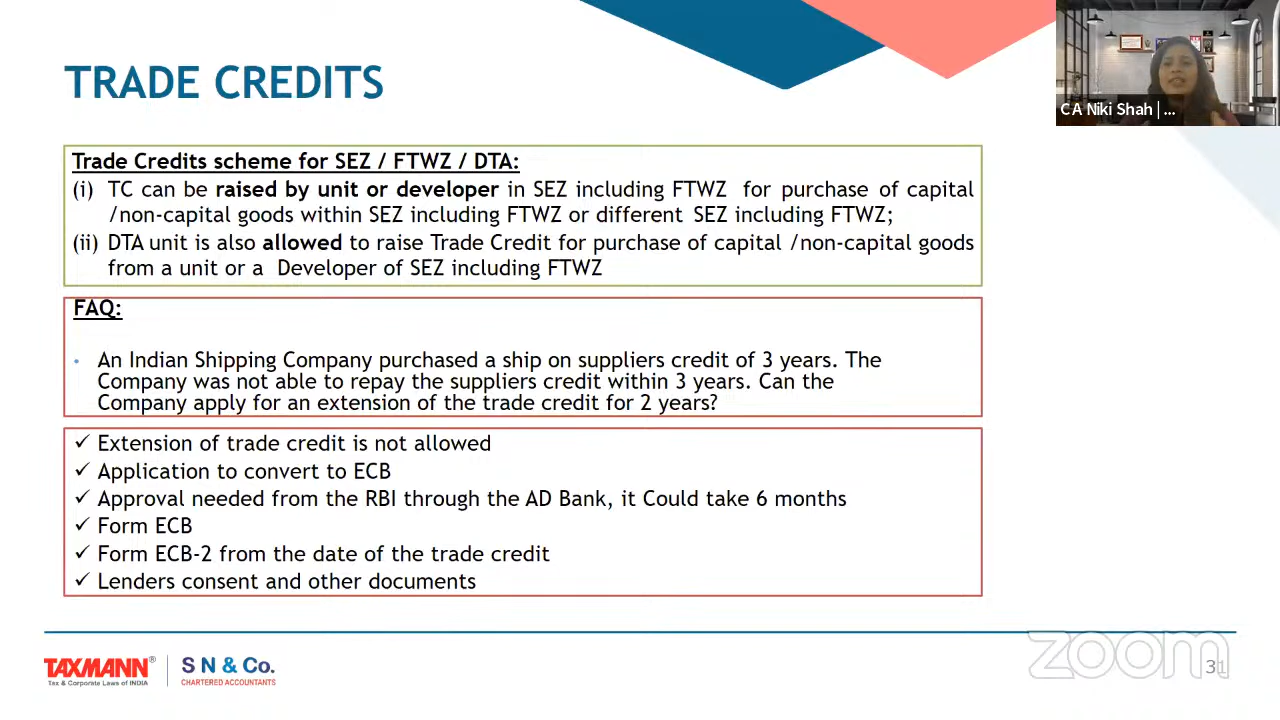 TRADE CREDITS
CA Niki Shah | ...
Trade Credits scheme for SEZ / FTWZ / DTA:
(i) TC can be raised by unit or developer in SEZ including FTWZ for purchase of capital
/non-capital goods within SEZ including FTWZ or different SEZ including FTWZ;
(ii) DTA unit is also allowed to raise Trade Credit for purchase of capital /non-capital goods
from a unit or a Developer of SEZ including FTWZ
FAQ:
• An Indian Shipping Company purchased a ship on suppliers credit of 3 years. The
Company was not able to repay the suppliers credit within 3 years. Can the
Company apply for an extension of the trade credit for 2 years?
✓ Extension of trade credit is not allowed
✓ Application to convert to ECB
✓ Approval needed from the RBI through the AD Bank, it Could take 6 months
✓ Form ECB
✓ Form ECB-2 from the date of the trade credit
✓ Lenders consent and other documents
TAXMANN®
Tax & Corporate Laws of INDIA
S N & Co.
CHARTERED ACCOUNTANTS
zoom
31